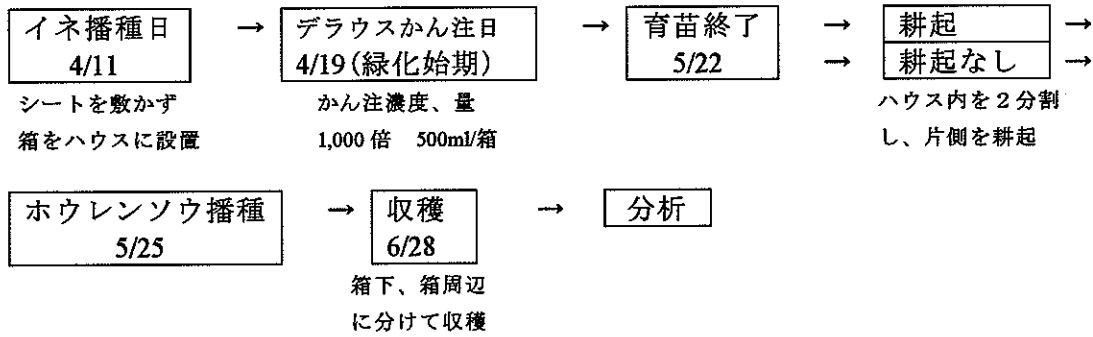 イネ播種日 → デラウスかん注日 → 育苗終了 → 耕起 →
4/11 4/19(緑化始期) 5/22 → 耕起なし →
シートを敷かず かん注濃度、量 ハウス内を2分割
箱をハウスに設置 1,000倍 500ml/箱 し、片側を耕起
ホウレンソウ播種 → 収穫 → 分析
5/25 6/28
箱下、箱周辺
に分けて収穫